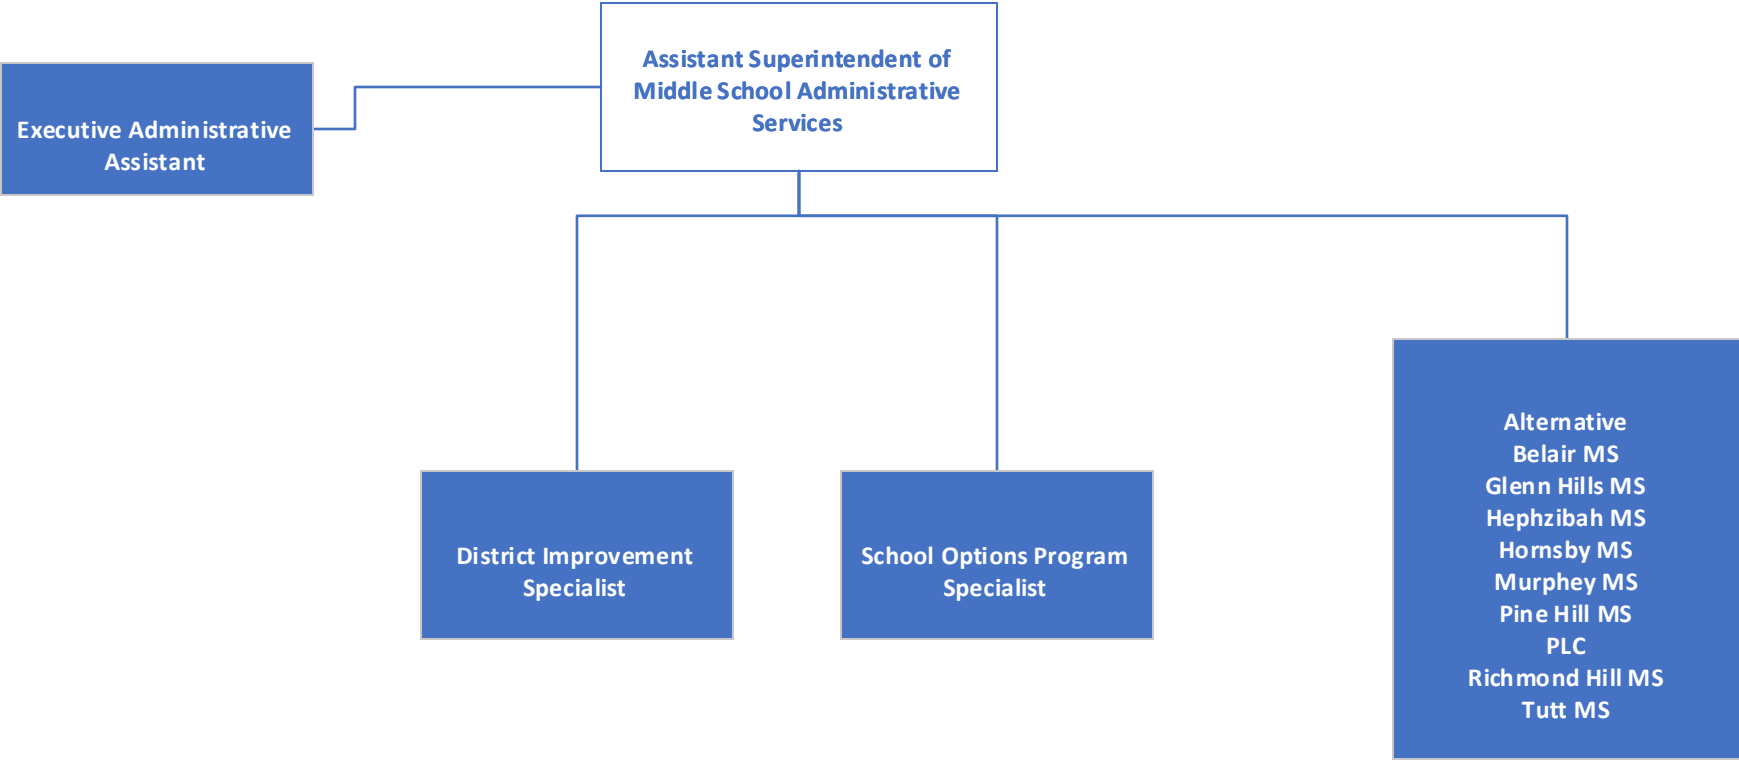 Assistant Superintendent of
Middle School Administrative
Services
Executive Administrative
Assistant
District Improvement
Specialist
School Options Program
Specialist
Alternative
Belair MS
Glenn Hills MS
Hephzibah MS
Hornsby MS
Murphey MS
Pine Hill MS
PLC
Richmond Hill MS
Tutt MS